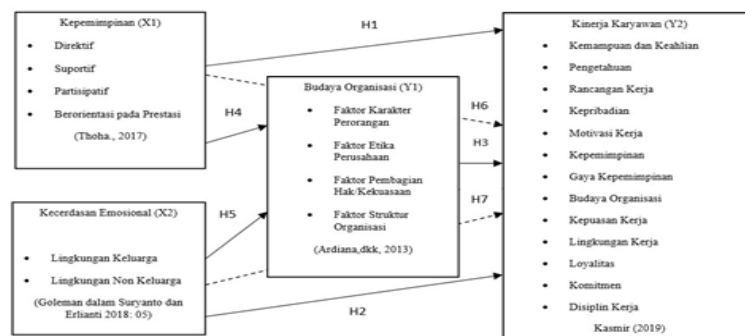 Kepemimpinan (X1)
• Direktif
• Suportif
• Partisipatif
• Berorientasi pada Prestasi
(Thoha., 2017)
Kecerdasan Emosional (X2)
• Lingkungan Keluarga
• Lingkungan Non Keluarga
(Goleman dalam Suryanto dan
Erlianti 2018: 05)
H1
H4
H5
H2
Budaya Organisasi (Y1)
• Faktor Karakter
Perorangan
• Faktor Etika
Perusahaan
• Faktor Pembagian
Hak/Kekuasaan
• Faktor Struktur
Organisasi
(Ardiana,dkk, 2013)
H6
H3
H7
Kinerja Karyawan (Y2)
• Kemampuan dan Keahlian
• Pengetahuan
• Rancangan Kerja
• Kepribadian
• Motivasi Kerja
• Kepemimpinan
• Gaya Kepemimpinan
• Budaya Organisasi
• Kepuasan Kerja
• Lingkungan Kerja
• Loyalitas
• Komitmen
• Disiplin Kerja
Kasmir (2019)